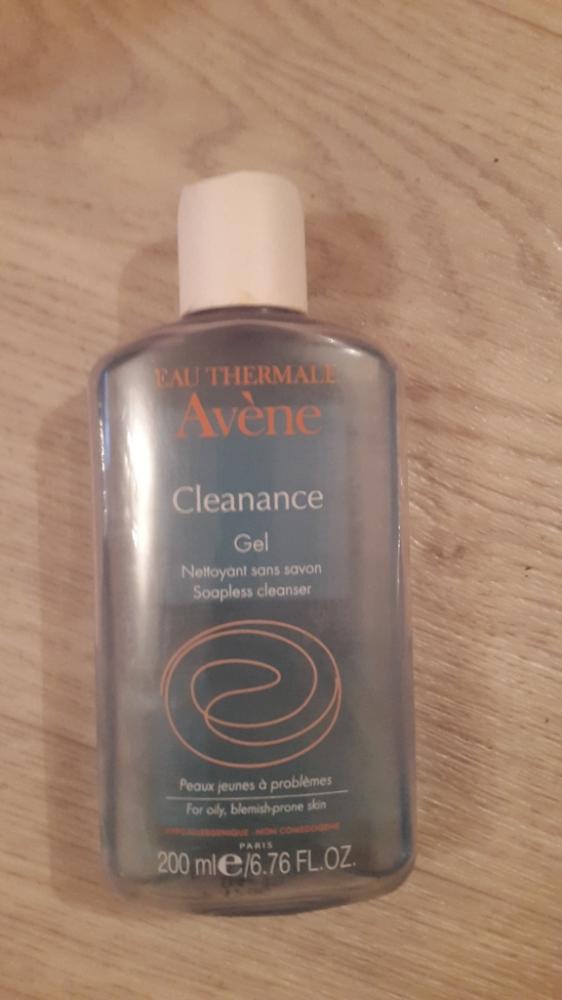 EAU THERMALE
Avène
Cleanance
Gel
Nettoyant sans savon
Soapless cleanser
Peaux jeunes à problèmes
For oily, blemish-prone skin
HYPOALLERGENIQUE - NON COMEDOGENE
PARIS
200 ml e/6.76 FL.OZ.